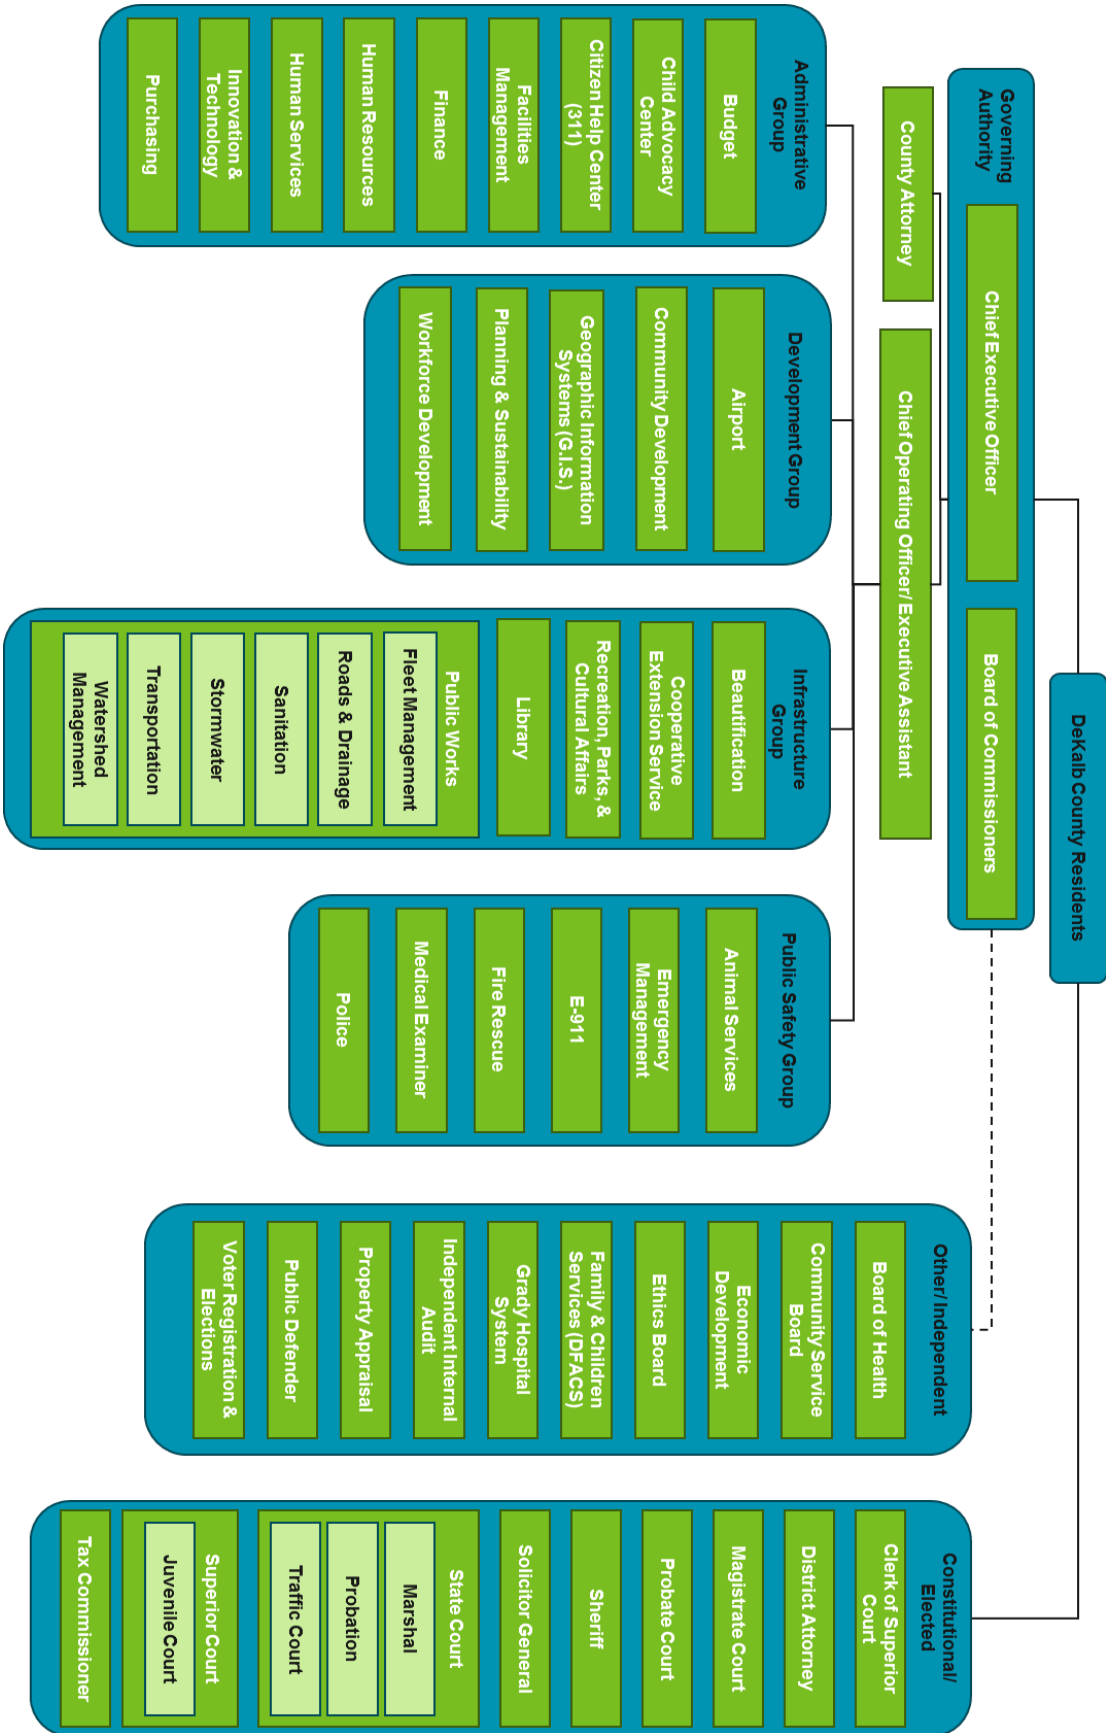 DeKalb County Residents
Governing
Authority
Chief Executive Officer
Board of Commissioners
County Attorney
Chief Operating Officer/ Executive Assistant
Administrative
Group
Budget
Child Advocacy
Center
Citizen Help Center
(311)
Facilities
Management
Finance
Human Resources
Human Services
Innovation &
Technology
Purchasing
Development Group
Airport
Community Development
Geographic Information
Systems (G.I.S.)
Planning & Sustainability
Workforce Development
Infrastructure
Group
Beautification
Cooperative
Extension Service
Recreation, Parks, &
Cultural Affairs
Library
Public Works
Fleet Management
Roads & Drainage
Sanitation
Stormwater
Transportation
Watershed
Management
Public Safety Group
Animal Services
Emergency
Management
E-911
Fire Rescue
Medical Examiner
Police
Other/ Independent
Board of Health
Community Service
Board
Economic
Development
Ethics Board
Family & Children
Services (DFACS)
Grady Hospital
System
Independent Internal
Audit
Property Appraisal
Public Defender
Voter Registration &
Elections
Constitutional/
Elected
Clerk of Superior
Court
District Attorney
Magistrate Court
Probate Court
Sheriff
Solicitor General
State Court
Marshal
Probation
Traffic Court
Superior Court
Juvenile Court
Tax Commissioner